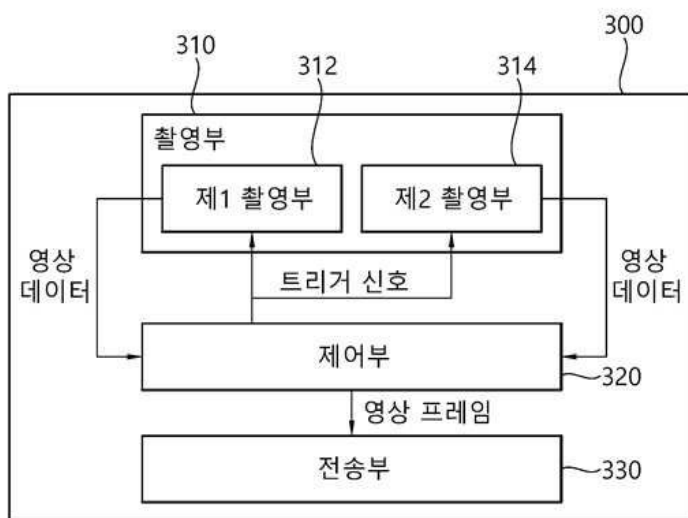 310
312
314
300
촬영부
제1 촬영부
제2 촬영부
영상
데이터
트리거 신호
영상
데이터
제어부
320
영상 프레임
전송부
330